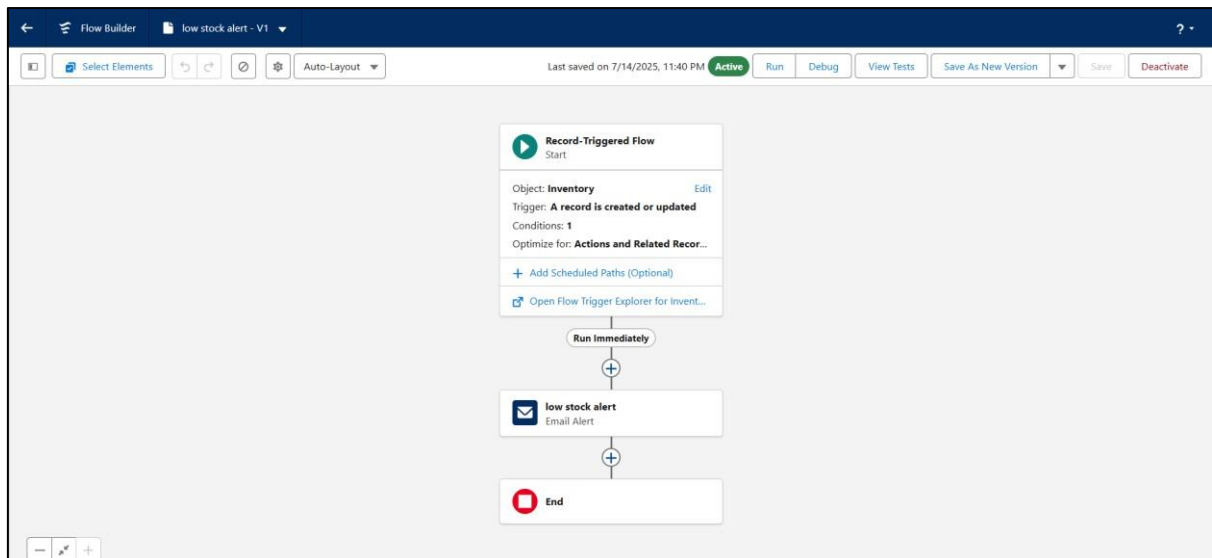 Flow Builder low stock alert - V1 ?
Select Elements Auto-Layout Last saved on 7/14/2025, 11:40 PM Active Run Debug View Tests Save As New Version Save Deactivate
Record-Triggered Flow
Start
Object: Inventory Edit
Trigger: A record is created or updated
Conditions: 1
Optimize for: Actions and Related Recor...
+ Add Scheduled Paths (Optional)
Open Flow Trigger Explorer for Invent...
Run Immediately
low stock alert
Email Alert
End